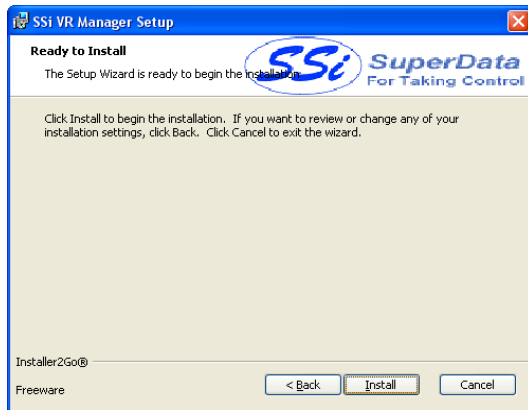 SSi VR Manager Setup
Ready to Install
The Setup Wizard is ready to begin the installation.
SSi
SuperData
For Taking Control
Click Install to begin the installation. If you want to review or change any of your
installation settings, click Back. Click Cancel to exit the wizard.
Installer2Go®
Freeware
< Back
Install
Cancel